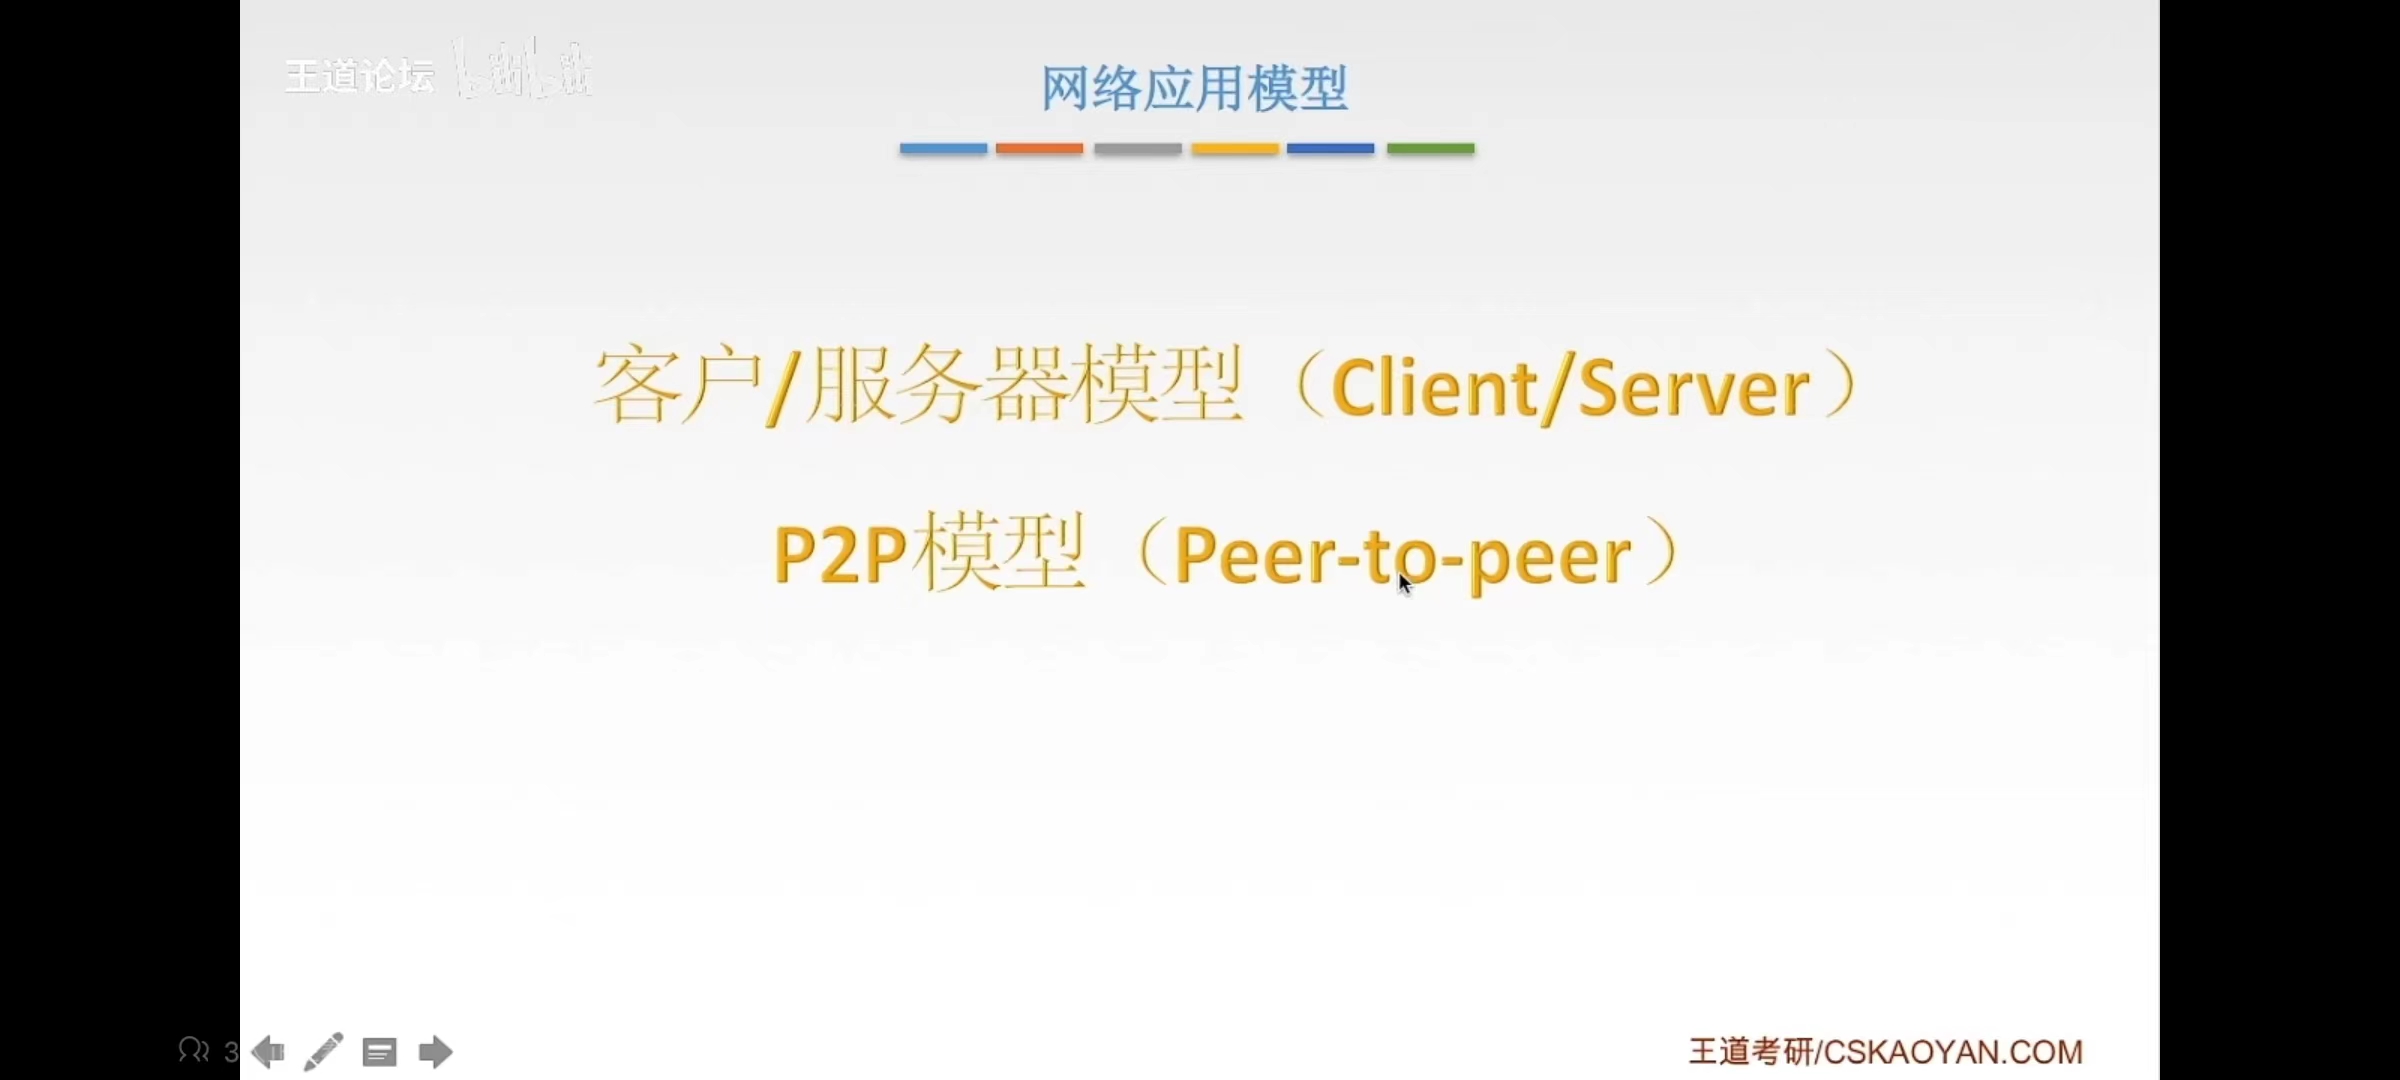 王道论坛 bilibili
网络应用模型
客户/服务器模型（Client/Server）
P2P模型（Peer-to-peer）
3
王道考研/CSKAOYAN.COM